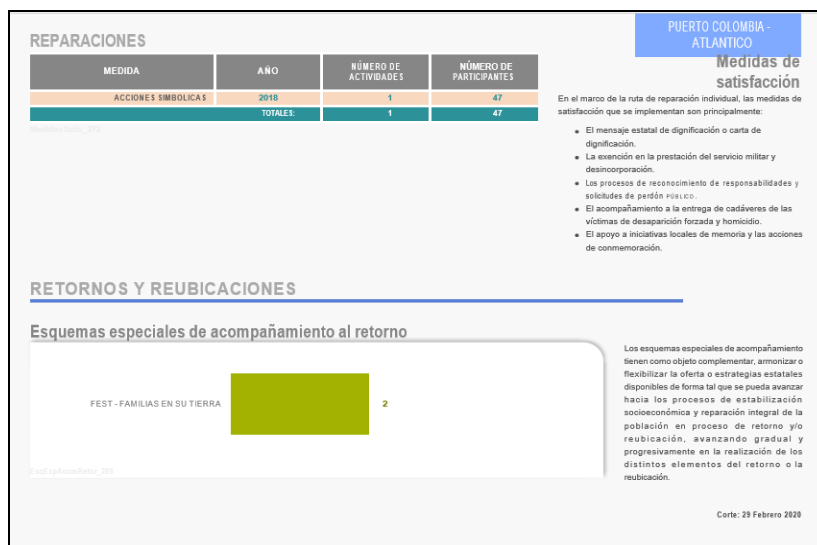 PUERTO COLOMBIA -
ATLANTICO
REPARACIONES
MEDIDA AÑO NÚMERO DE ACTIVIDADES NÚMERO DE PARTICIPANTES
ACCIONES SIMBOLICAS 2018 1 47
TOTALES: 1 47
Medidas de
satisfacción
En el marco de la ruta de reparación individual, las medidas de
satisfacción que se implementan son principalmente:
● El mensaje estatal de dignificación o carta de
dignificación.
● La exención en la prestación del servicio militar y
desincorporación.
● Los procesos de reconocimiento de responsabilidades y
solicitudes de perdón PÚBLICO.
● El acompañamiento a la entrega de cadáveres de las
víctimas de desaparición forzada y homicidio.
● El apoyo a iniciativas locales de memoria y las acciones
de conmemoración.
RETORNOS Y REUBICACIONES
Esquemas especiales de acompañamiento al retorno
FEST - FAMILIAS EN SU TIERRA 2
Los esquemas especiales de acompañamiento
tienen como objeto complementar, armonizar o
flexibilizar la oferta o estrategias estatales
disponibles de forma tal que se pueda avanzar
hacia los procesos de estabilización
socioeconómica y reparación integral de la
población en proceso de retorno y/o
reubicación, avanzando gradual y
progresivamente en la realización de los
distintos elementos del retorno o la
reubicación.
Corte: 29 Febrero 2020